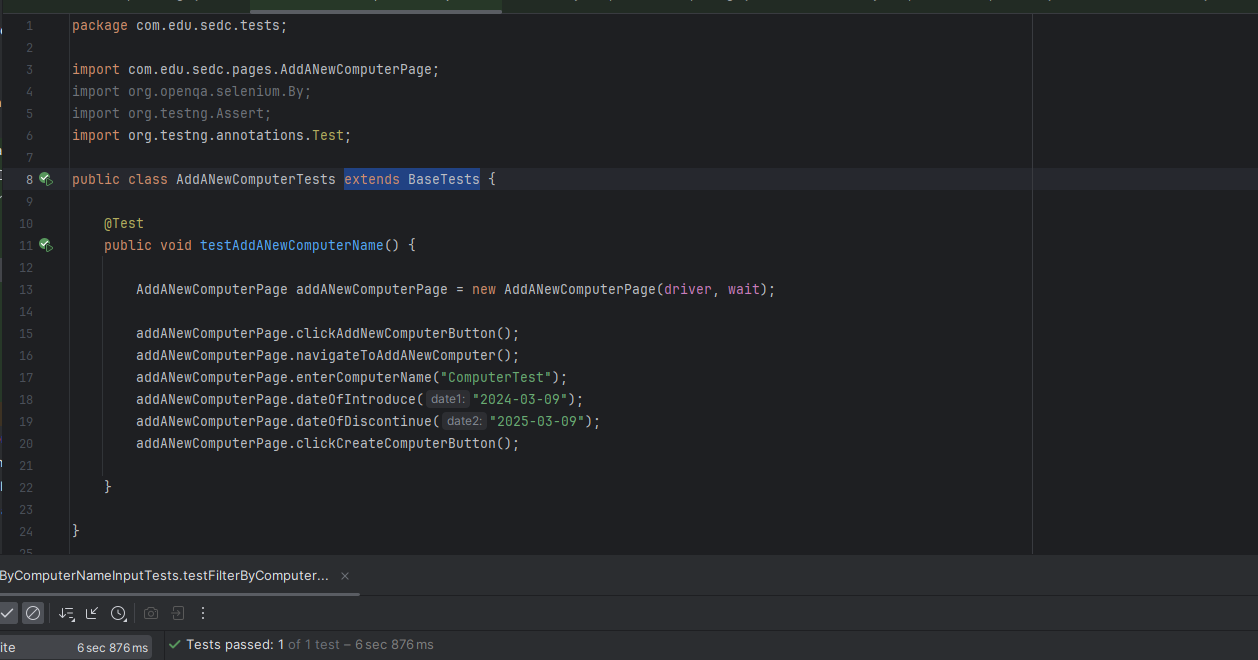 1 package com.edu.sedc.tests;
2
3 import com.edu.sedc.pages.AddANewComputerPage;
4 import org.openqa.selenium.By;
5 import org.testng.Assert;
6 import org.testng.annotations.Test;
7
8 public class AddANewComputerTests extends BaseTests {
9
10 @Test
11 public void testAddANewComputerName() {
12
13 AddANewComputerPage addANewComputerPage = new AddANewComputerPage(driver, wait);
14
15 addANewComputerPage.clickAddNewComputerButton();
16 addANewComputerPage.navigateToAddANewComputer();
17 addANewComputerPage.enterComputerName("ComputerTest");
18 addANewComputerPage.dateOfIntroduce( date1: "2024-03-09");
19 addANewComputerPage.dateOfDiscontinue( date2: "2025-03-09");
20 addANewComputerPage.clickCreateComputerButton();
21
22 }
23
24 }
25
ByComputerNameInputTests.testFilterByComputer...
ite 6 sec 876 ms
Tests passed: 1 of 1 test – 6 sec 876 ms